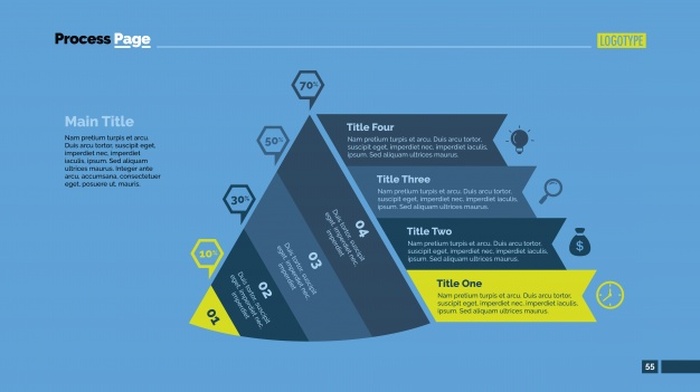 Process Page
LOGOTYPE
Main Title
Nam pretium turpis et arcu.
Duis arcu tortor, suscipit eget,
imperdiet nec, imperdiet
iaculis, ipsum. Sed aliquam
ultrices mauris. Integer ante
arcu, accumsana, consectetuer
eget, posuere ut, mauris.
70%
50%
30%
10%
Title Four
Nam pretium turpis et arcu. Duis arcu tortor,
suscipit eget, imperdiet nec, imperdiet iaculis,
ipsum. Sed aliquam ultrices maurus.
Title Three
Nam pretium turpis et arcu. Duis arcu tortor,
suscipit eget, imperdiet nec, imperdiet iaculis,
ipsum. Sed aliquam ultrices maurus.
Title Two
Nam pretium turpis et arcu. Duis arcu tortor,
suscipit eget, imperdiet nec, imperdiet iaculis,
ipsum. Sed aliquam ultrices maurus.
Title One
Nam pretium turpis et arcu. Duis arcu tortor,
suscipit eget, imperdiet nec, imperdiet iaculis,
ipsum. Sed aliquam ultrices maurus.
04
Duis tortor, suscipit
eget, imperdiet nec,
imperdiet
03
Duis tortor, suscipit
eget, imperdiet nec,
imperdiet
02
Duis tortor, suscipit
eget, imperdiet nec,
imperdiet
01
$
55